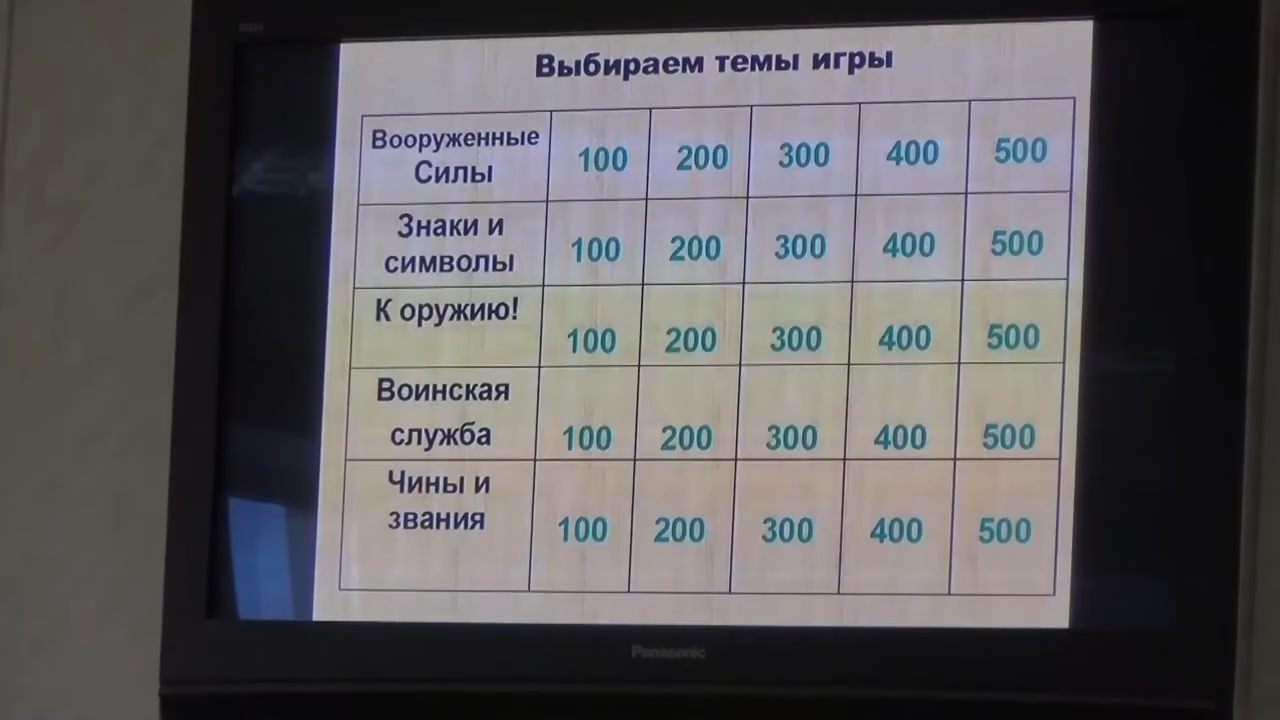 Выбираем темы игры
Вооруженные
Силы
100 200 300 400 500
Знаки и
символы
100 200 300 400 500
К оружию!
100 200 300 400 500
Воинская
служба
100 200 300 400 500
Чины и
звания
100 200 300 400 500
Panasonic